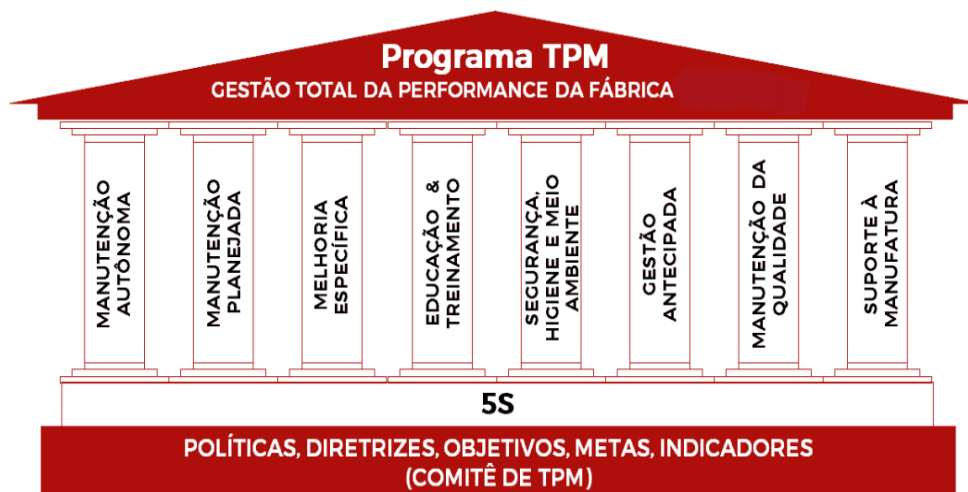 Programa TPM
GESTÃO TOTAL DA PERFORMANCE DA FÁBRICA
MANUTENÇÃO
AUTÔNOMA
MANUTENÇÃO
PLANEJADA
MELHORIA
ESPECÍFICA
EDUCAÇÃO &
TREINAMENTO
SEGURANÇA,
HIGIENE E MEIO
AMBIENTE
GESTÃO
ANTECIPADA
MANUTENÇÃO DA
QUALIDADE
SUPORTE À
MANUFATURA
5S
POLÍTICAS, DIRETRIZES, OBJETIVOS, METAS, INDICADORES
(COMITÊ DE TPM)